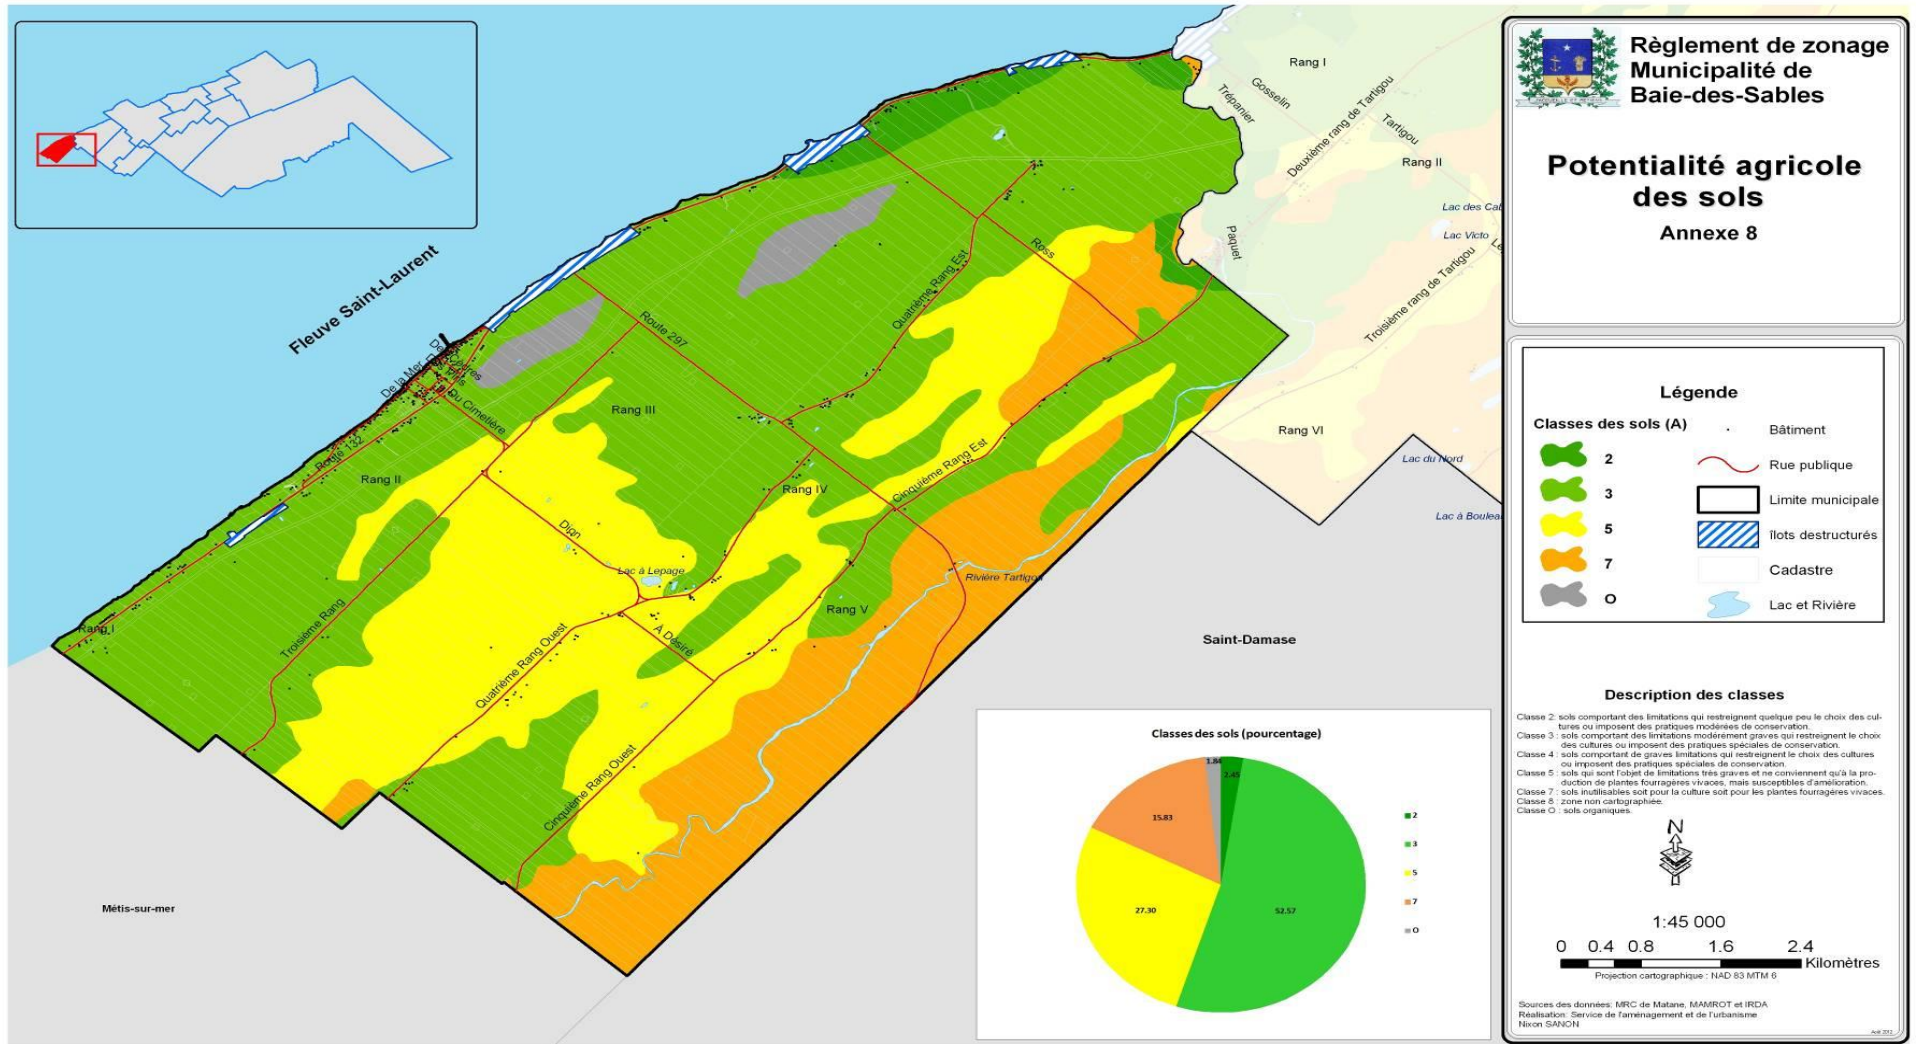 Règlement de zonage
Municipalité de
Baie-des-Sables
Potentialité agricole
des sols
Annexe 8
Légende
Classes des sols (A)
2
3
5
7
O
Bâtiment
Rue publique
Limite municipale
îlots destructurés
Cadastre
Lac et Rivière
Description des classes
Classe 2: sols comportant des limitations qui restreignent quelque peu le choix des cul-
tures ou imposent des pratiques modérées de conservation.
Classe 3 : sols comportant des limitations modérément graves qui restreignent le choix
des cultures ou imposent des pratiques spéciales de conservation.
Classe 4 : sols comportant de graves limitations qui restreignent le choix des cultures
ou imposent des pratiques spéciales de conservation.
Classe 5 : sols qui sont l'objet de limitations très graves et ne conviennent qu'à la pro-
duction de plantes fourragères vivaces, mais susceptibles d'amélioration.
Classe 7 : sols inutilisables soit pour la culture soit pour les plantes fourragères vivaces.
Classe 8 : zone non cartographiée.
Classe O : sols organiques.
N
1:45 000
0 0.4 0.8 1.6 2.4
Kilomètres
Projection cartographique : NAD 83 MTM 6
Sources des données: MRC de Matane, MAMROT et IRDA
Réalisation: Service de l'aménagement et de l'urbanisme
Nixon SANON
Fleuve Saint-Laurent
Rang I
Gosselin
Trépanier
Deuxième rang de Tartigou
Tartigou
Rang II
Lac des
Lac Victo
Paquet
Troisième rang de Tartigou
Rang VI
Lac du Nord
Lac à
Ross
Quatrième Rang Est
Route 297
De la Mer
Du Cimetière
Route 132
Rang III
Rang II
Rang IV
Cinquième Rang Est
Dion
Lac à Lepage
Rivière
Rang V
À Désiré
Rang I
Troisième Rang
Quatrième Rang Ouest
Cinquième Rang Ouest
Saint-Damase
Métis-sur-mer
Classes des sols (pourcentage)
1.84
2.45
15.83
27.30
52.57
2
3
5
7
O